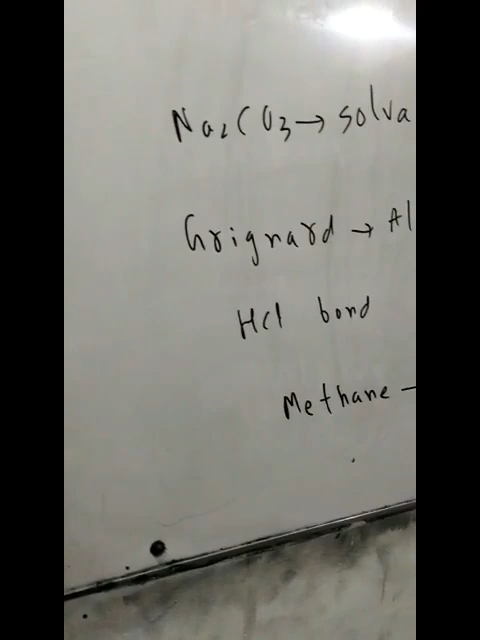 Na2CO3 → solva
Grignard → Al
HCl bond
Methane –